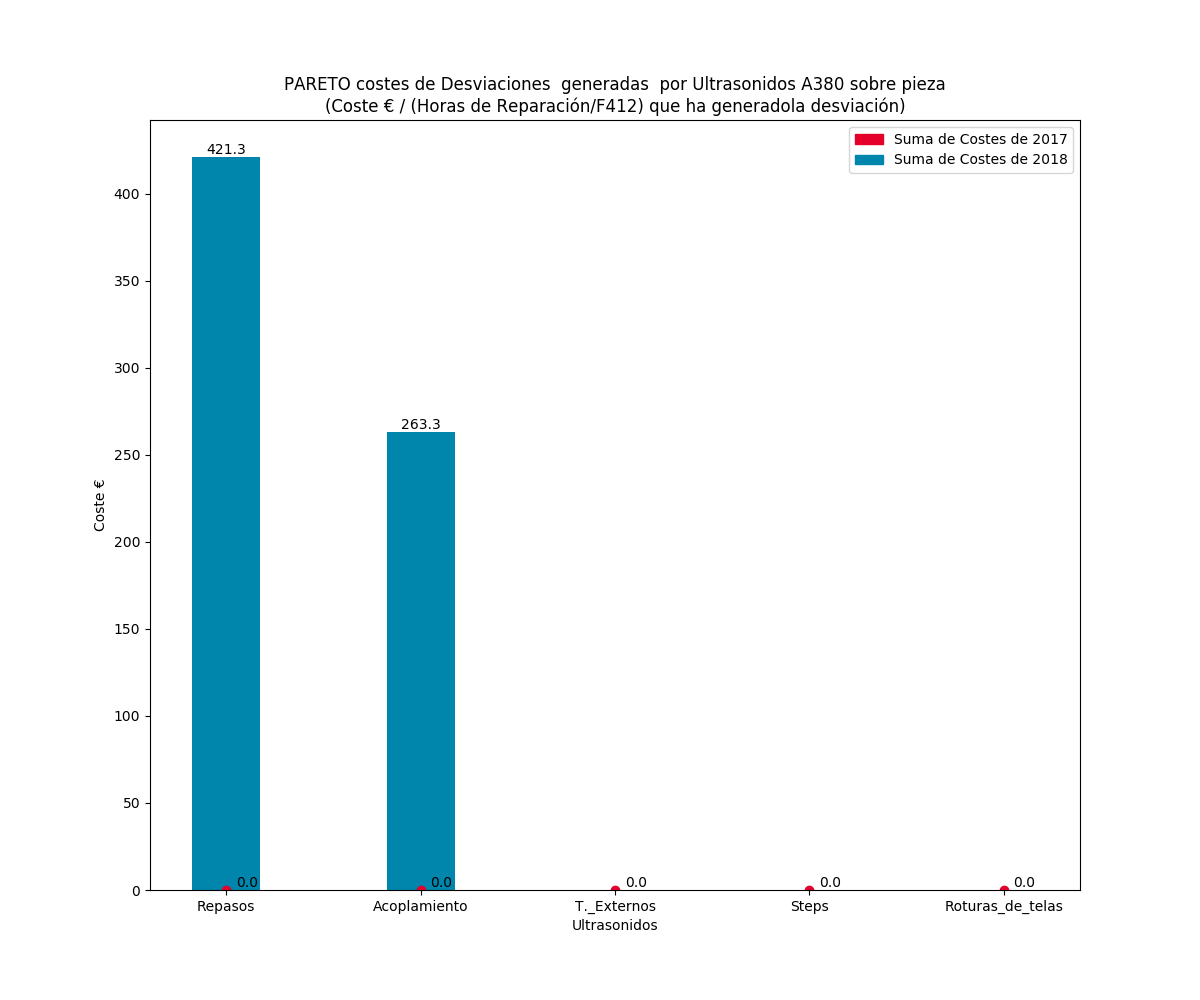 PARETO costes de Desviaciones  generadas  por Ultrasonidos A380 sobre pieza
(Coste € / (Horas de Reparación/F412) que ha generadola desviación)
Suma de Costes de 2017
Suma de Costes de 2018
421.3
263.3
400
350
300
250
200
150
100
50
0
Coste €
0.0
0.0
0.0
0.0
0.0
Repasos
Acoplamiento
T._Externos
Steps
Roturas_de_telas
Ultrasonidos